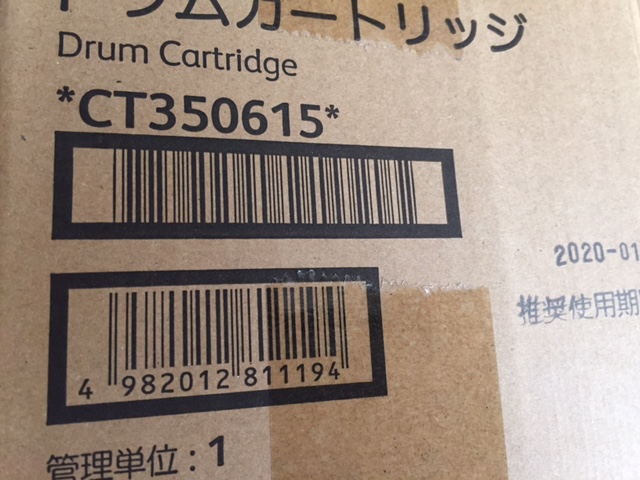 ドラムカートリッジ
Drum Cartridge
*CT350615*
2020-01
推奨使用期
4 982012 811194
管理単位:1